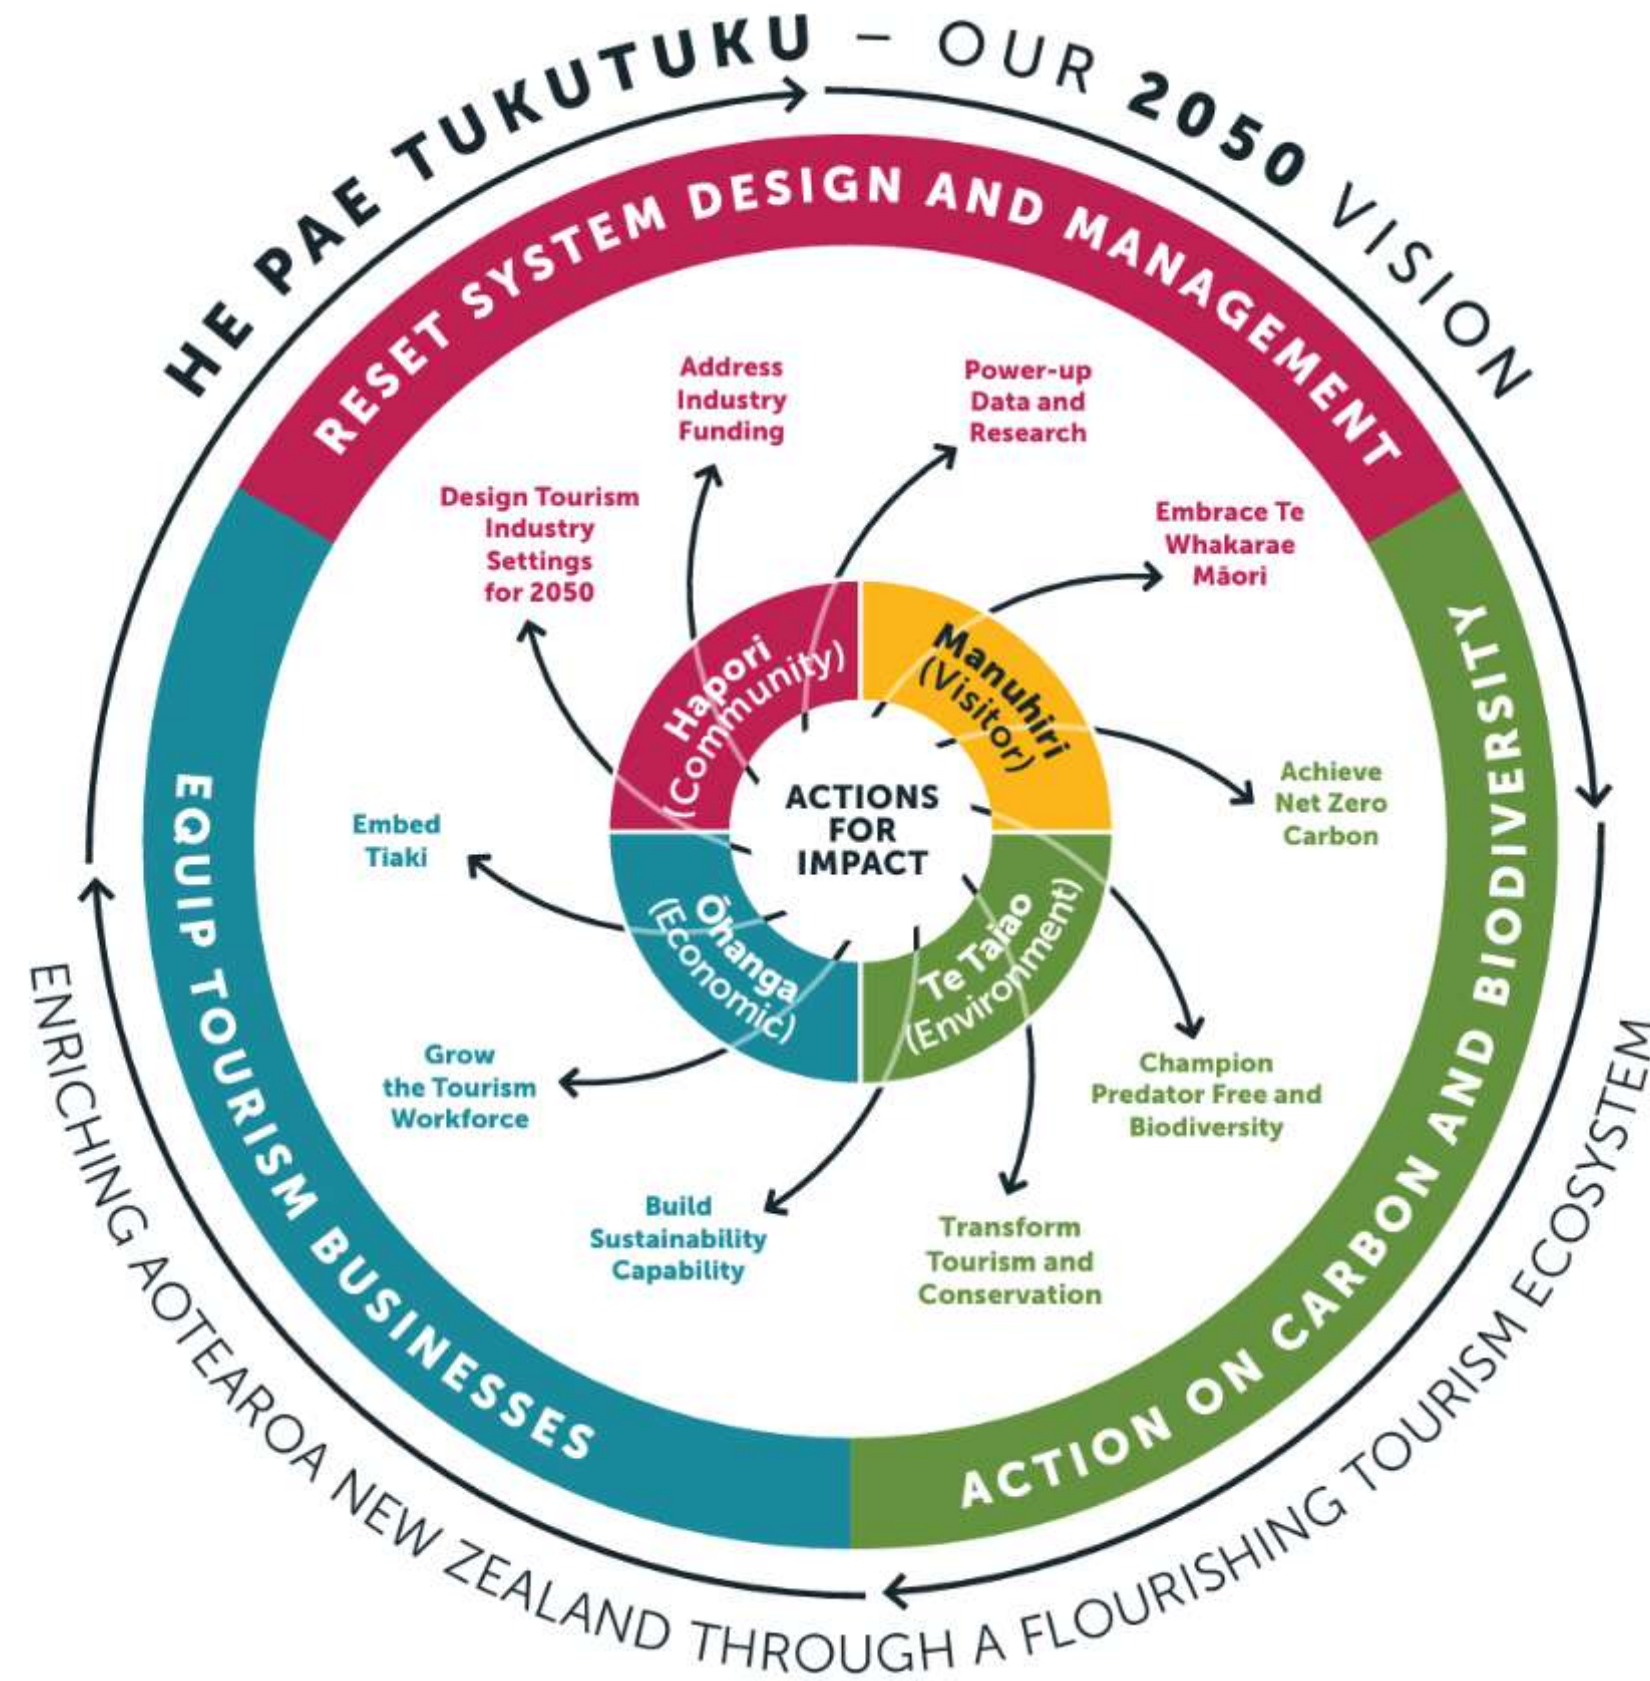 HE PAE TUKUTUKU – OUR 2050 VISION
RESET SYSTEM DESIGN AND MANAGEMENT
Address
Industry
Funding
Power-up
Data and
Research
Design Tourism
Industry
Settings
for 2050
Embrace Te
Whakarae
Māori
Hapori
(Community)
Manuhiri
(Visitor)
ACTIONS
FOR
IMPACT
Ōhanga
(Economic)
Te Taiao
(Environment)
Embed
Tiaki
Achieve
Net Zero
Carbon
Grow
the Tourism
Workforce
Champion
Predator Free and
Biodiversity
Build
Sustainability
Capability
Transform
Tourism and
Conservation
EQUIP TOURISM BUSINESSES
ACTION ON CARBON AND BIODIVERSITY
ENRICHING AOTEAROA NEW ZEALAND THROUGH A FLOURISHING TOURISM ECOSYSTEM